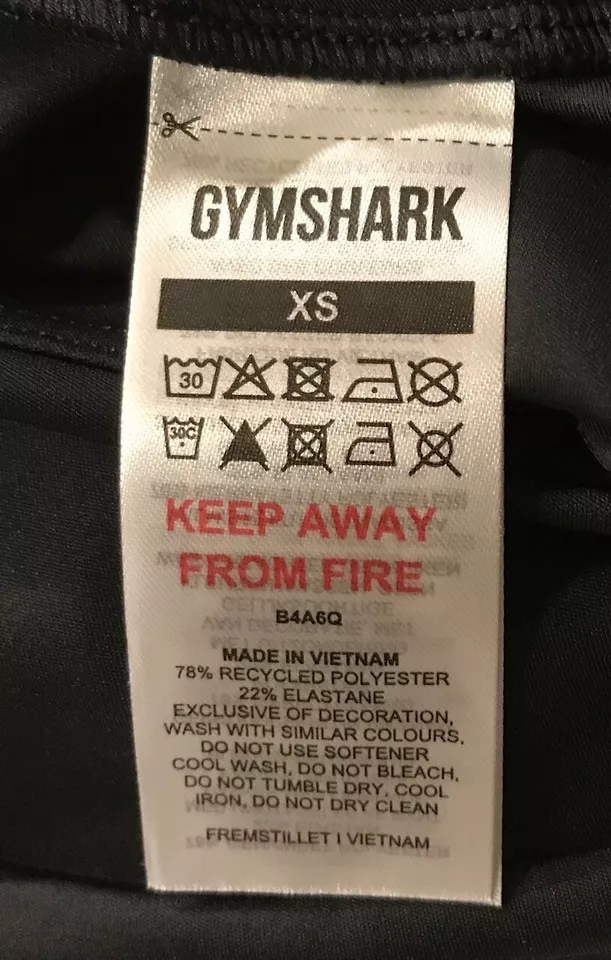 GYMSHARK
XS
30
30C
KEEP AWAY
FROM FIRE
B4A6Q
MADE IN VIETNAM
78% RECYCLED POLYESTER
22% ELASTANE
EXCLUSIVE OF DECORATION,
WASH WITH SIMILAR COLOURS,
DO NOT USE SOFTENER
COOL WASH, DO NOT BLEACH,
DO NOT TUMBLE DRY, COOL
IRON, DO NOT DRY CLEAN
FREMSTILLET I VIETNAM